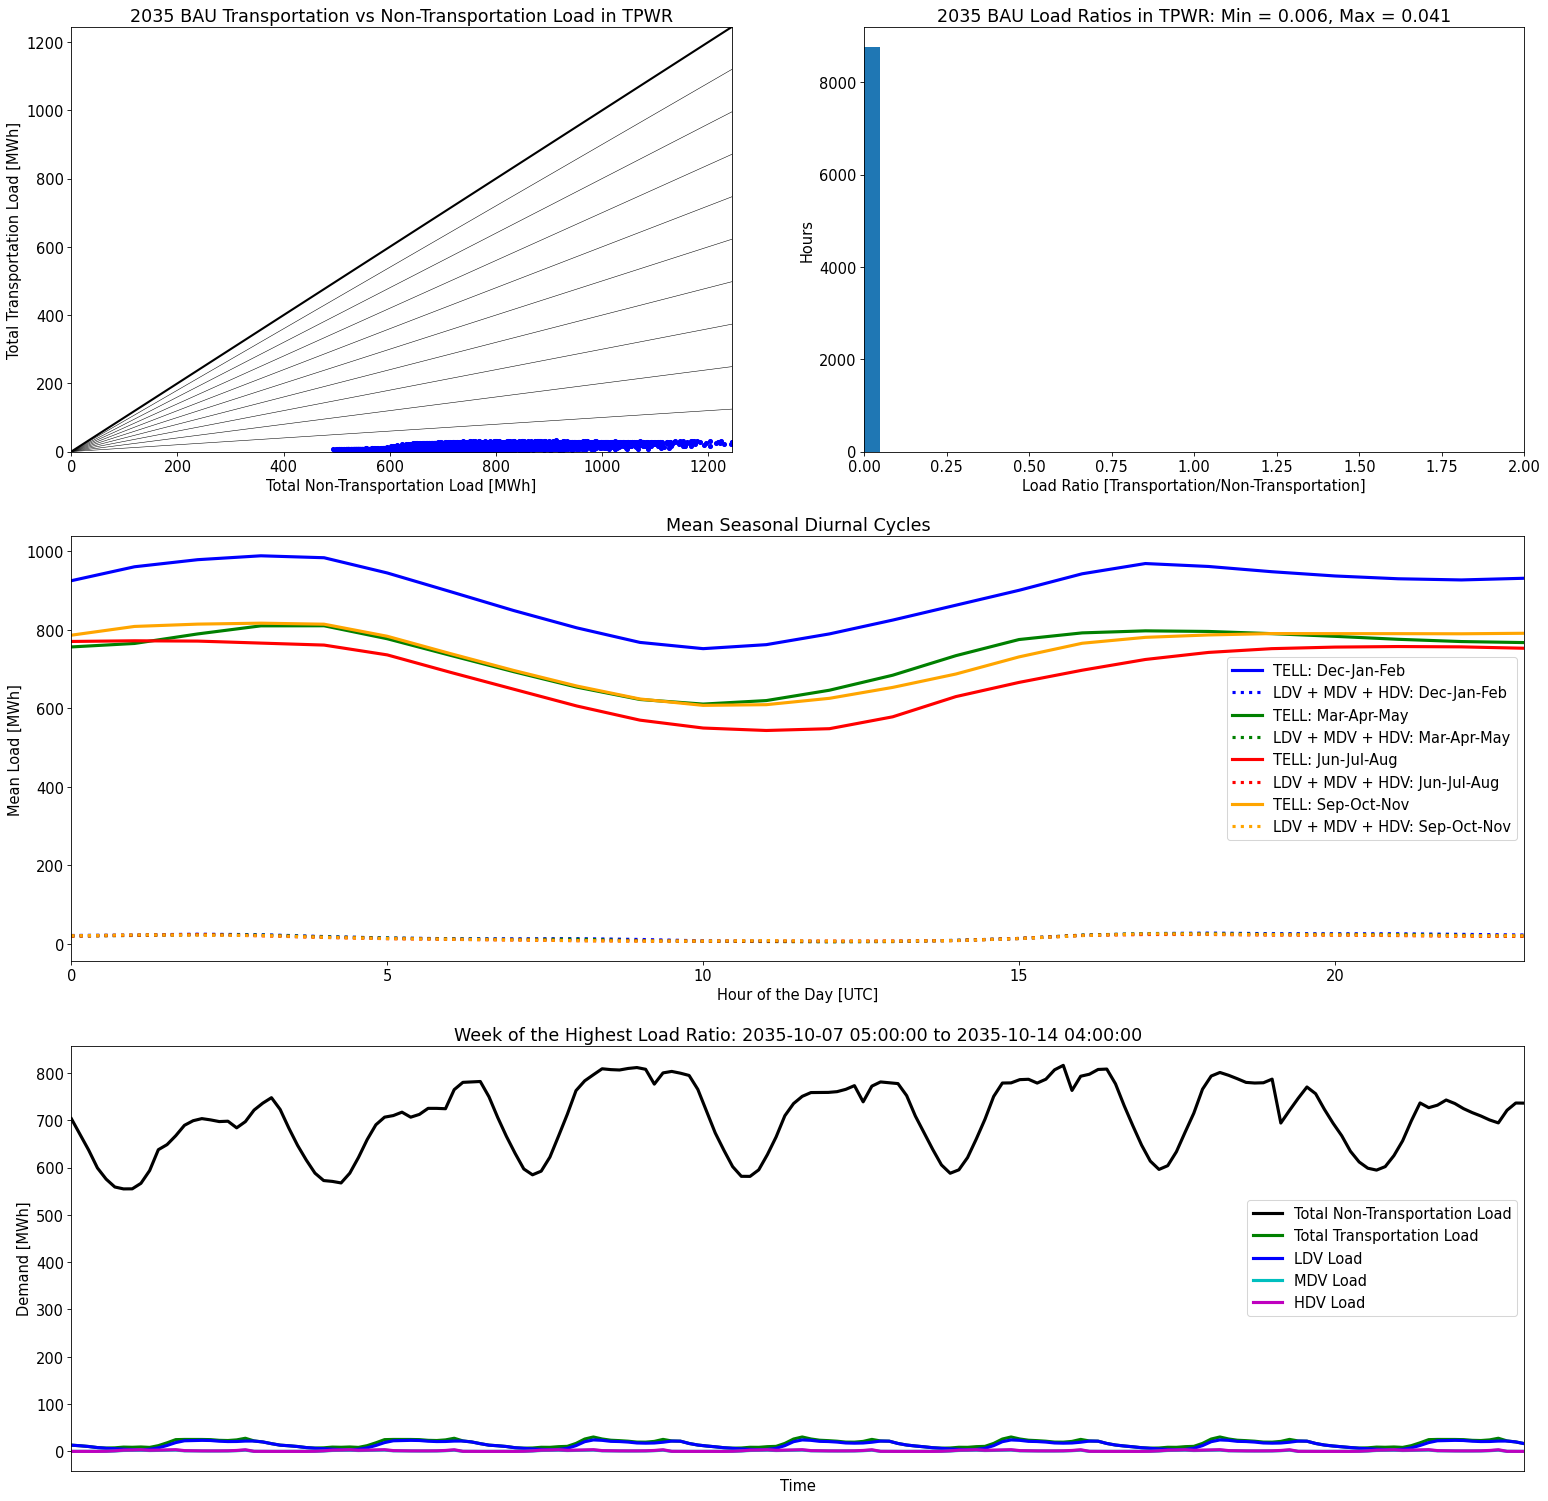 2035 BAU Transportation vs Non-Transportation Load in TPWR
Total Transportation Load [MWh]
1200
1000
800
600
400
200
0
0 200 400 600 800 1000 1200
Total Non-Transportation Load [MWh]
2035 BAU Load Ratios in TPWR: Min = 0.006, Max = 0.041
Hours
8000
6000
4000
2000
0
0.00 0.25 0.50 0.75 1.00 1.25 1.50 1.75 2.00
Load Ratio [Transportation/Non-Transportation]
Mean Seasonal Diurnal Cycles
Mean Load [MWh]
1000
800
600
400
200
0
TELL: Dec-Jan-Feb
LDV + MDV + HDV: Dec-Jan-Feb
TELL: Mar-Apr-May
LDV + MDV + HDV: Mar-Apr-May
TELL: Jun-Jul-Aug
LDV + MDV + HDV: Jun-Jul-Aug
TELL: Sep-Oct-Nov
LDV + MDV + HDV: Sep-Oct-Nov
0 5 10 15 20
Hour of the Day [UTC]
Week of the Highest Load Ratio: 2035-10-07 05:00:00 to 2035-10-14 04:00:00
Demand [MWh]
800
700
600
500
400
300
200
100
0
Total Non-Transportation Load
Total Transportation Load
LDV Load
MDV Load
HDV Load
Time